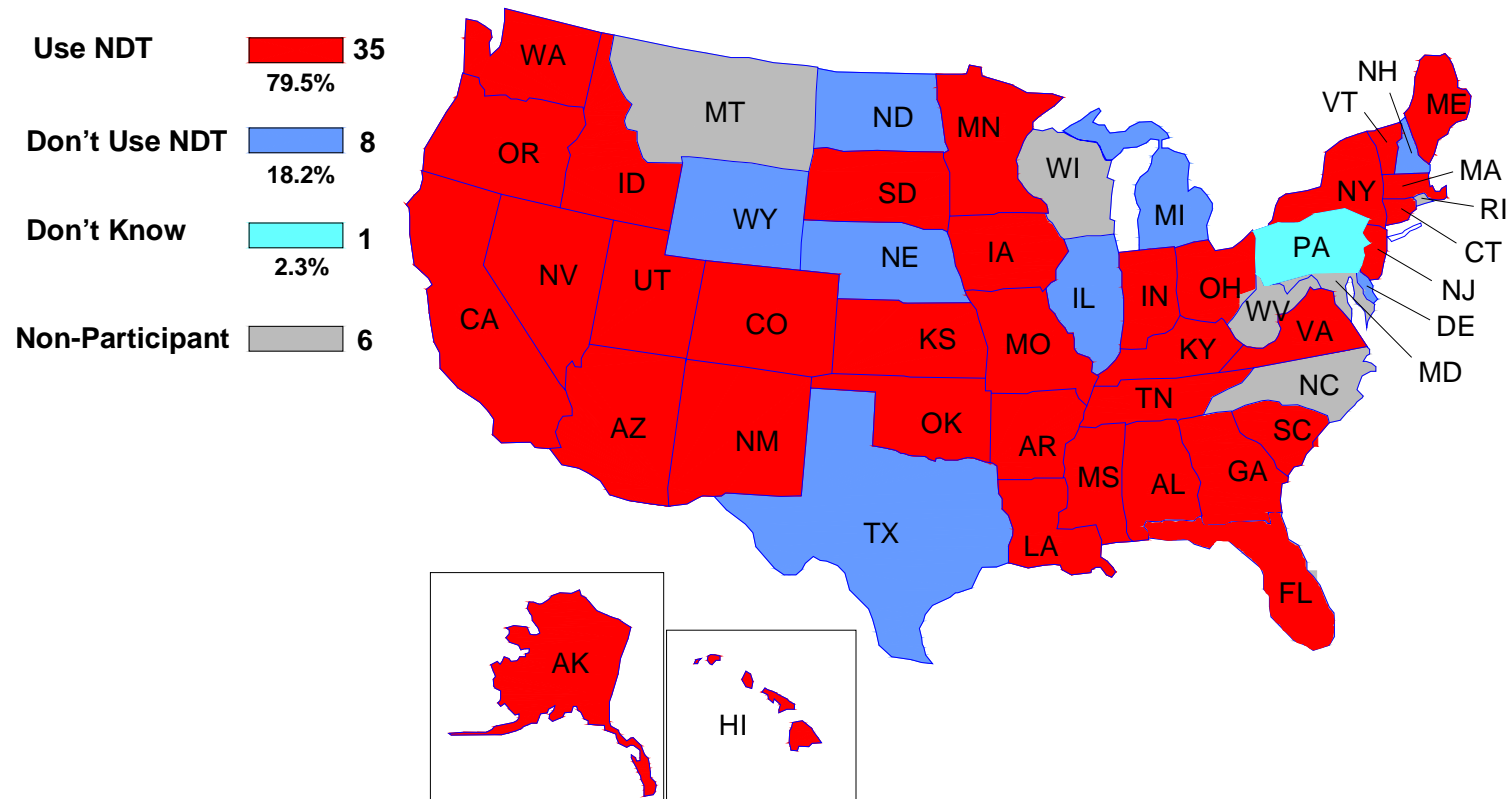 Use NDT 35
79.5%
Don’t Use NDT 8
18.2%
Don’t Know 1
2.3%
Non-Participant 6
WA
MT
ND
MN
NH
VT
ME
OR
ID
SD
WI
MI
NY
MA
RI
CT
WY
NE
IA
PA
NJ
NV
UT
CA
CO
KS
MO
IL
IN
OH
WV
VA
DE
MD
KY
NC
AZ
NM
OK
AR
TN
SC
MS
AL
GA
TX
LA
FL
AK
HI